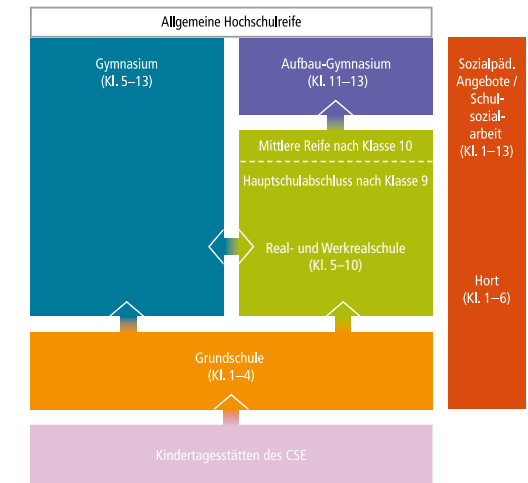 Allgemeine Hochschulreife
Gymnasium
(Kl. 5–13)
Aufbau-Gymnasium
(Kl. 11–13)
Mittlere Reife nach Klasse 10
Hauptschulabschluss nach Klasse 9
Real- und Werkrealschule
(Kl. 5–10)
Grundschule
(Kl. 1–4)
Kindertagesstätten des CSE
Sozialpäd.
Angebote /
Schul-
sozial-
arbeit
(Kl. 1–13)
Hort
(Kl. 1–6)